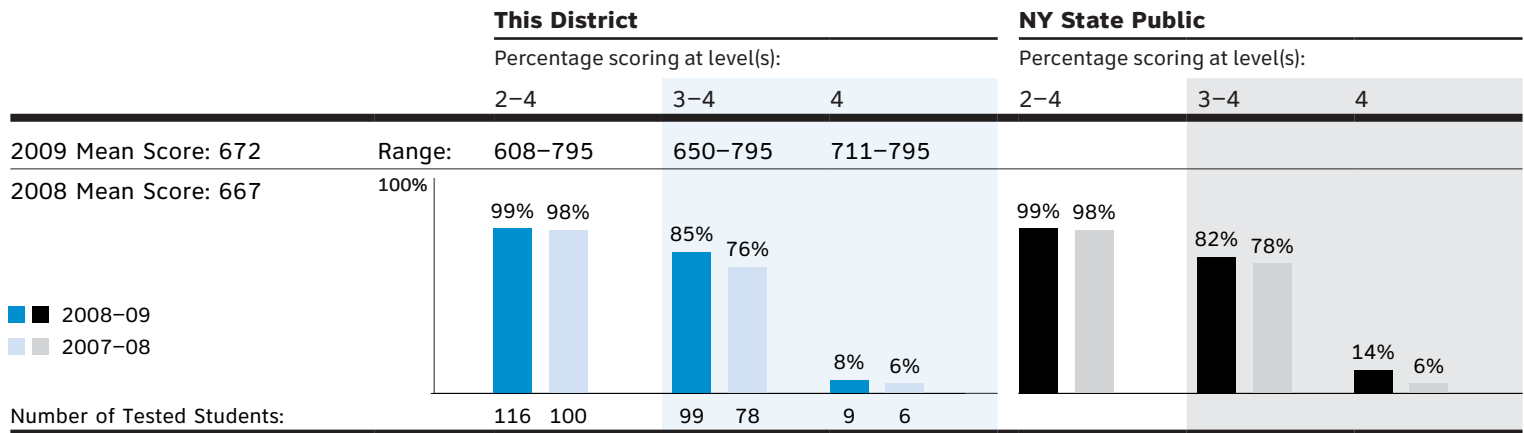 This District NY State Public
Percentage scoring at level(s): Percentage scoring at level(s):
2–4 3–4 4 2–4 3–4 4
2009 Mean Score: 672 Range: 608–795 650–795 711–795
2008 Mean Score: 667 100%
99% 98% 85% 76% 8% 6% 99% 98% 82% 78% 14% 6%
2008–09
2007–08
Number of Tested Students: 116 100 99 78 9 6